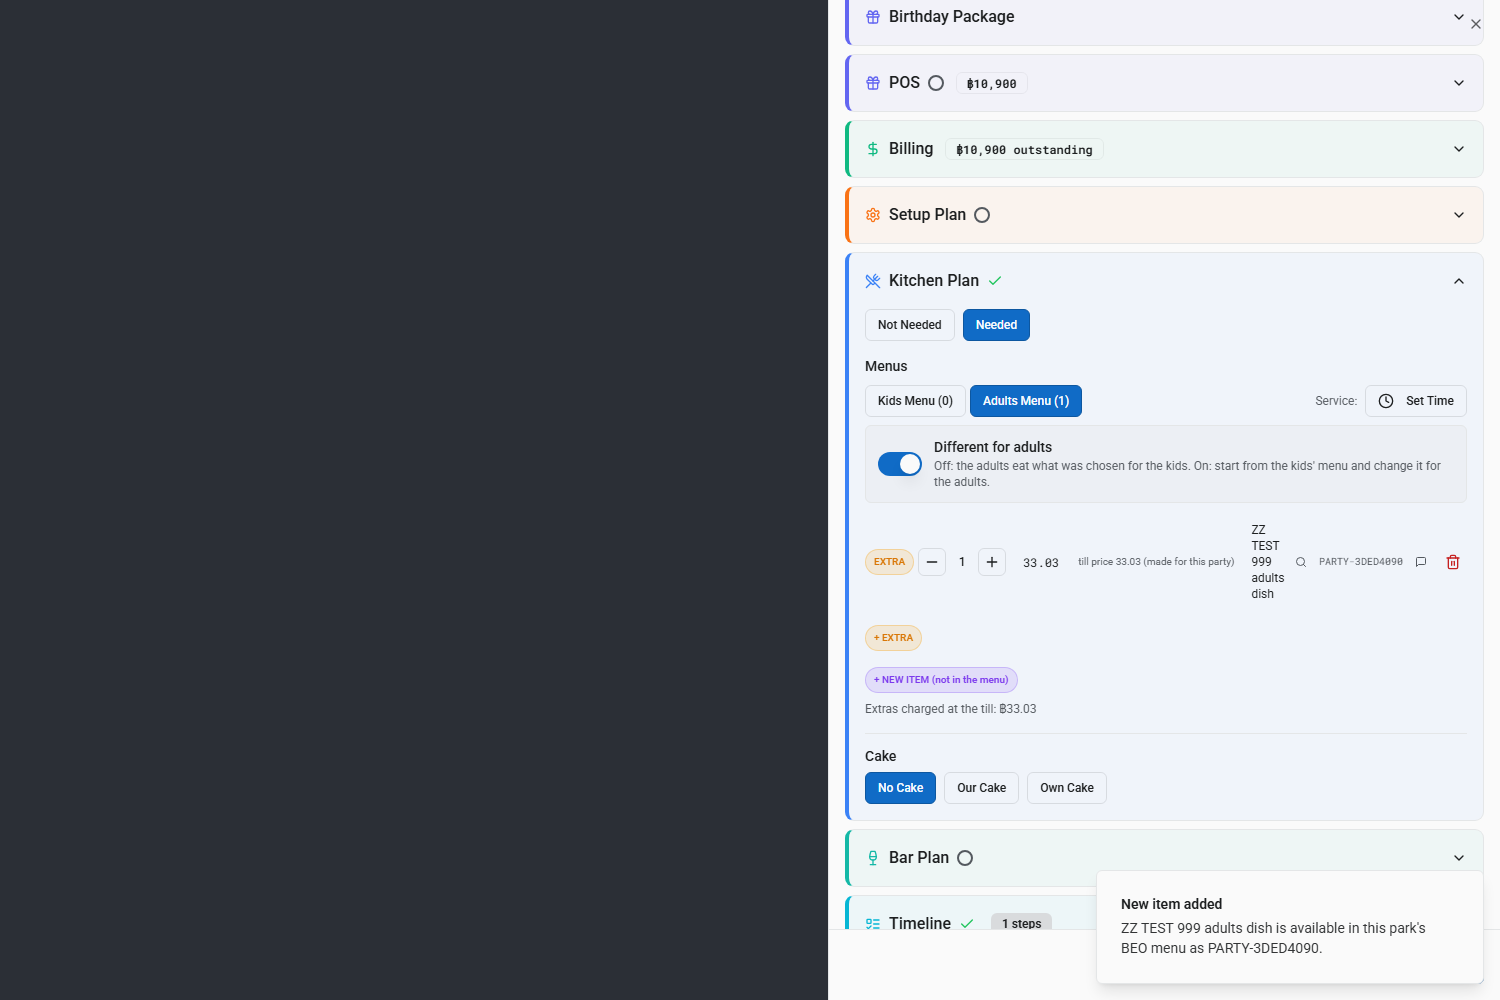 Birthday Package
POS ฿10,900
Billing ฿10,900 outstanding
Setup Plan
Kitchen Plan
Not Needed Needed
Menus
Kids Menu (0) Adults Menu (1) Service: Set Time
Different for adults
Off: the adults eat what was chosen for the kids. On: start from the kids' menu and change it for
the adults.
EXTRA 1 33.03 till price 33.03 (made for this party) ZZ
TEST
999
adults
dish
PARTY-3DED4090
+ EXTRA
+ NEW ITEM (not in the menu)
Extras charged at the till: ฿33.03
Cake
No Cake Our Cake Own Cake
Bar Plan
Timeline 1 steps
New item added
ZZ TEST 999 adults dish is available in this park's
BEO menu as PARTY-3DED4090.